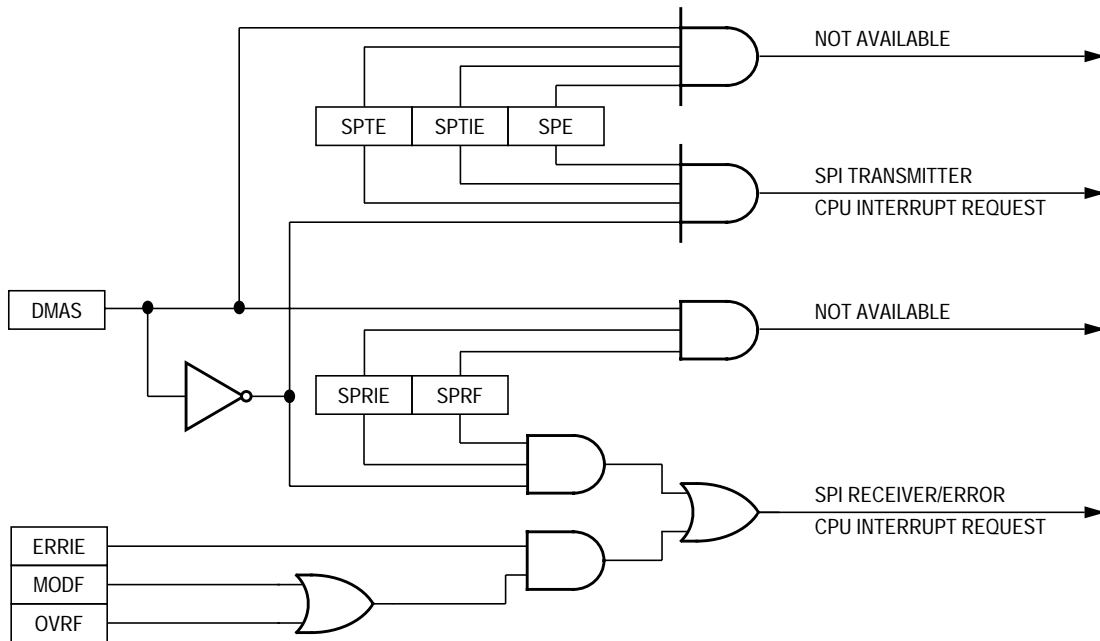 NOT AVAILABLE
SPTE SPTIE SPE
SPI TRANSMITTER
CPU INTERRUPT REQUEST
DMAS
NOT AVAILABLE
SPRIE SPRF
SPI RECEIVER/ERROR
CPU INTERRUPT REQUEST
ERRIE
MODF
OVRF